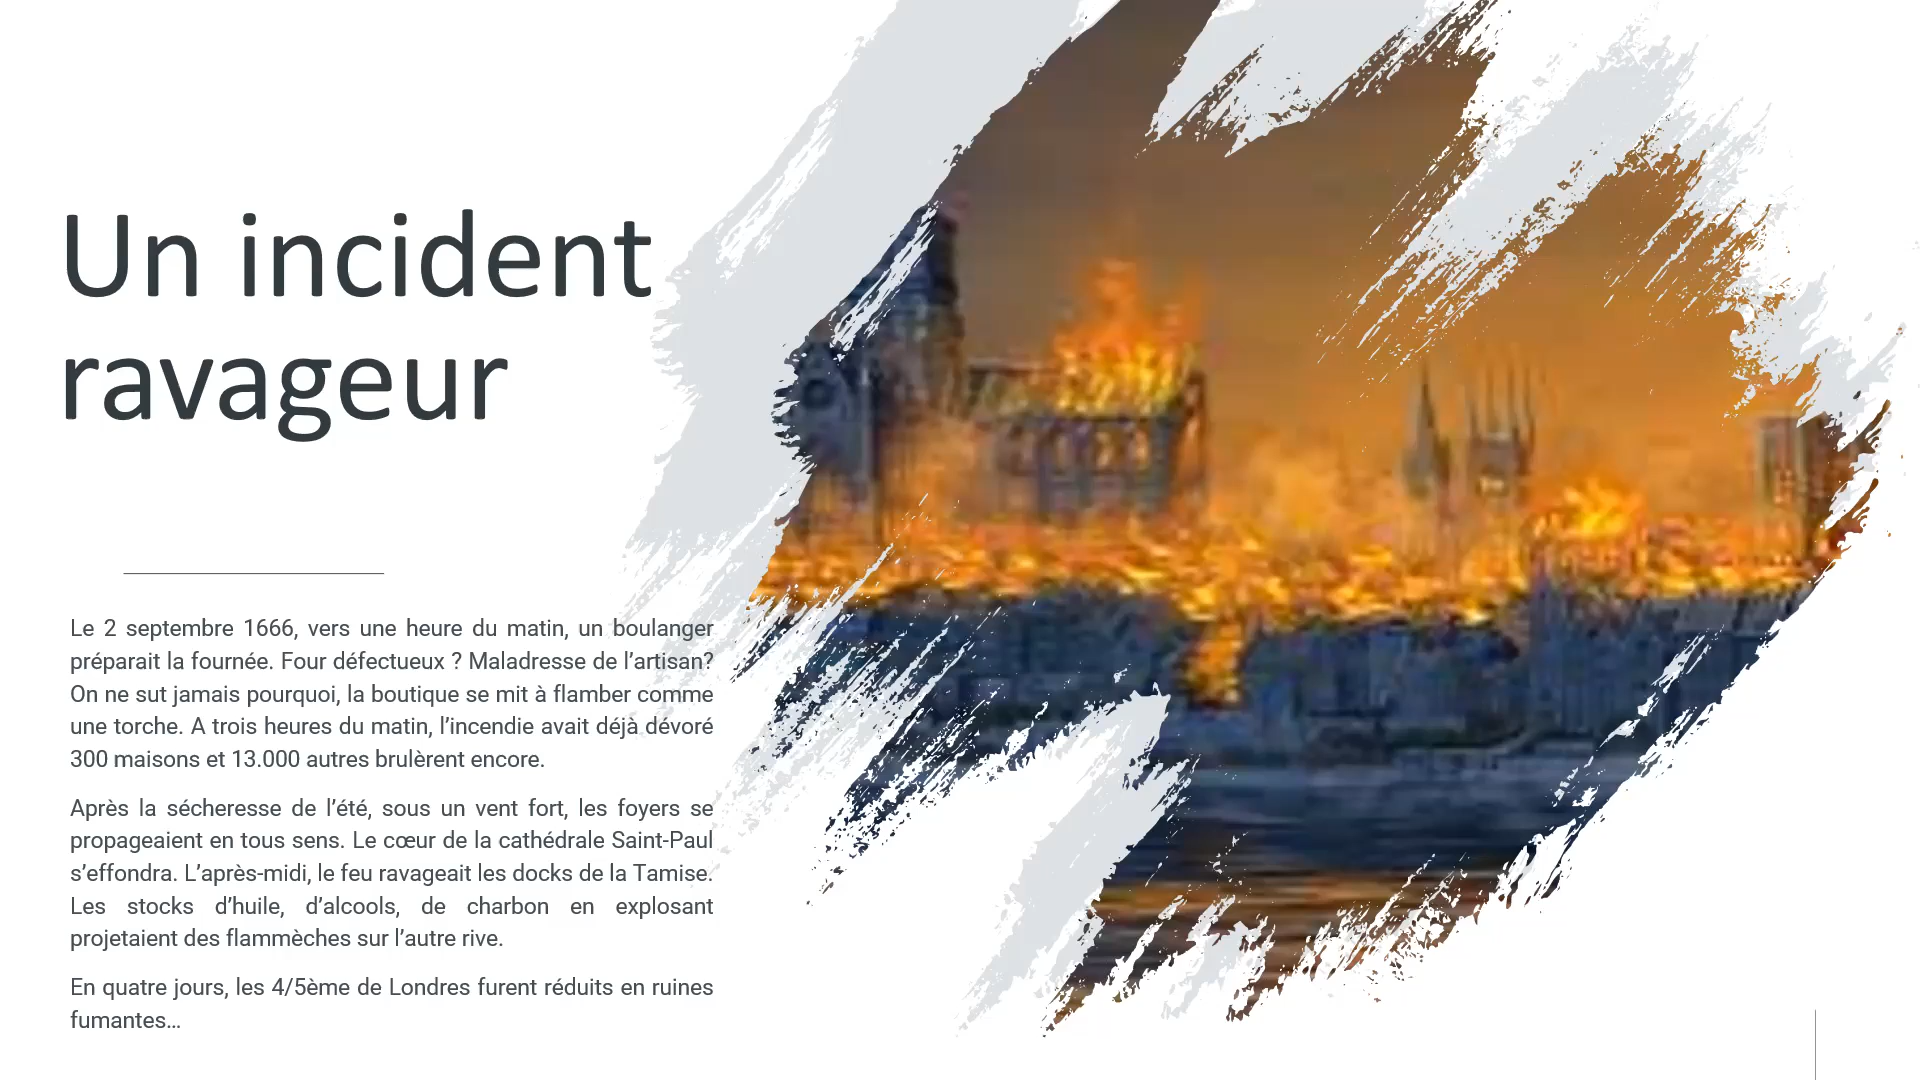 Un incident
ravageur
Le 2 septembre 1666, vers une heure du matin, un boulanger
préparait la fournée. Four défectueux ? Maladresse de l’artisan?
On ne sut jamais pourquoi, la boutique se mit à flamber comme
une torche. A trois heures du matin, l’incendie avait déjà dévoré
300 maisons et 13.000 autres brulèrent encore.
Après la sécheresse de l’été, sous un vent fort, les foyers se
propageaient en tous sens. Le cœur de la cathédrale Saint-Paul
s’effondra. L’après-midi, le feu ravageait les docks de la Tamise.
Les stocks d’huile, d’alcools, de charbon en explosant
projetaient des flammèches sur l’autre rive.
En quatre jours, les 4/5ème de Londres furent réduits en ruines
fumantes…